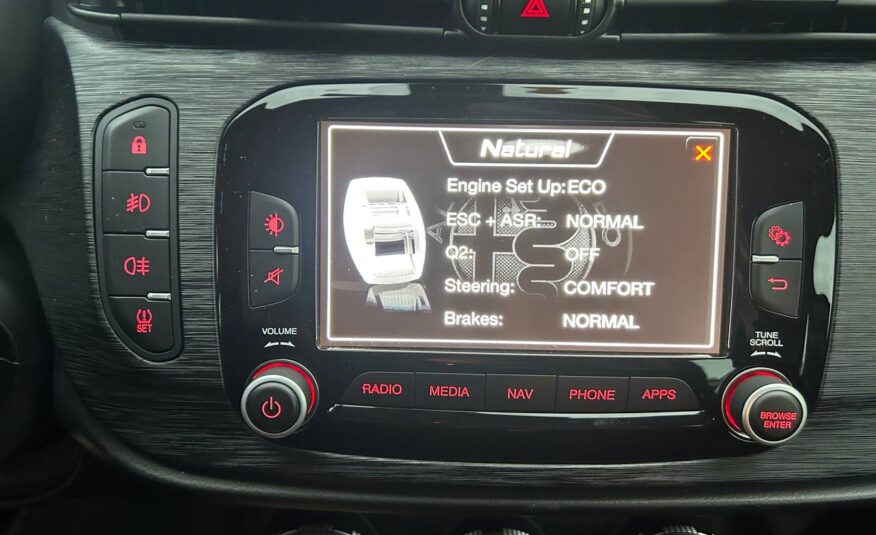 Natural
Engine Set Up: ECO
ESC + ASR: NORMAL
Q2: OFF
Steering: COMFORT
Brakes: NORMAL
SET
VOLUME
TUNE
SCROLL
RADIO
MEDIA
NAV
PHONE
APPS
BROWSE
ENTER